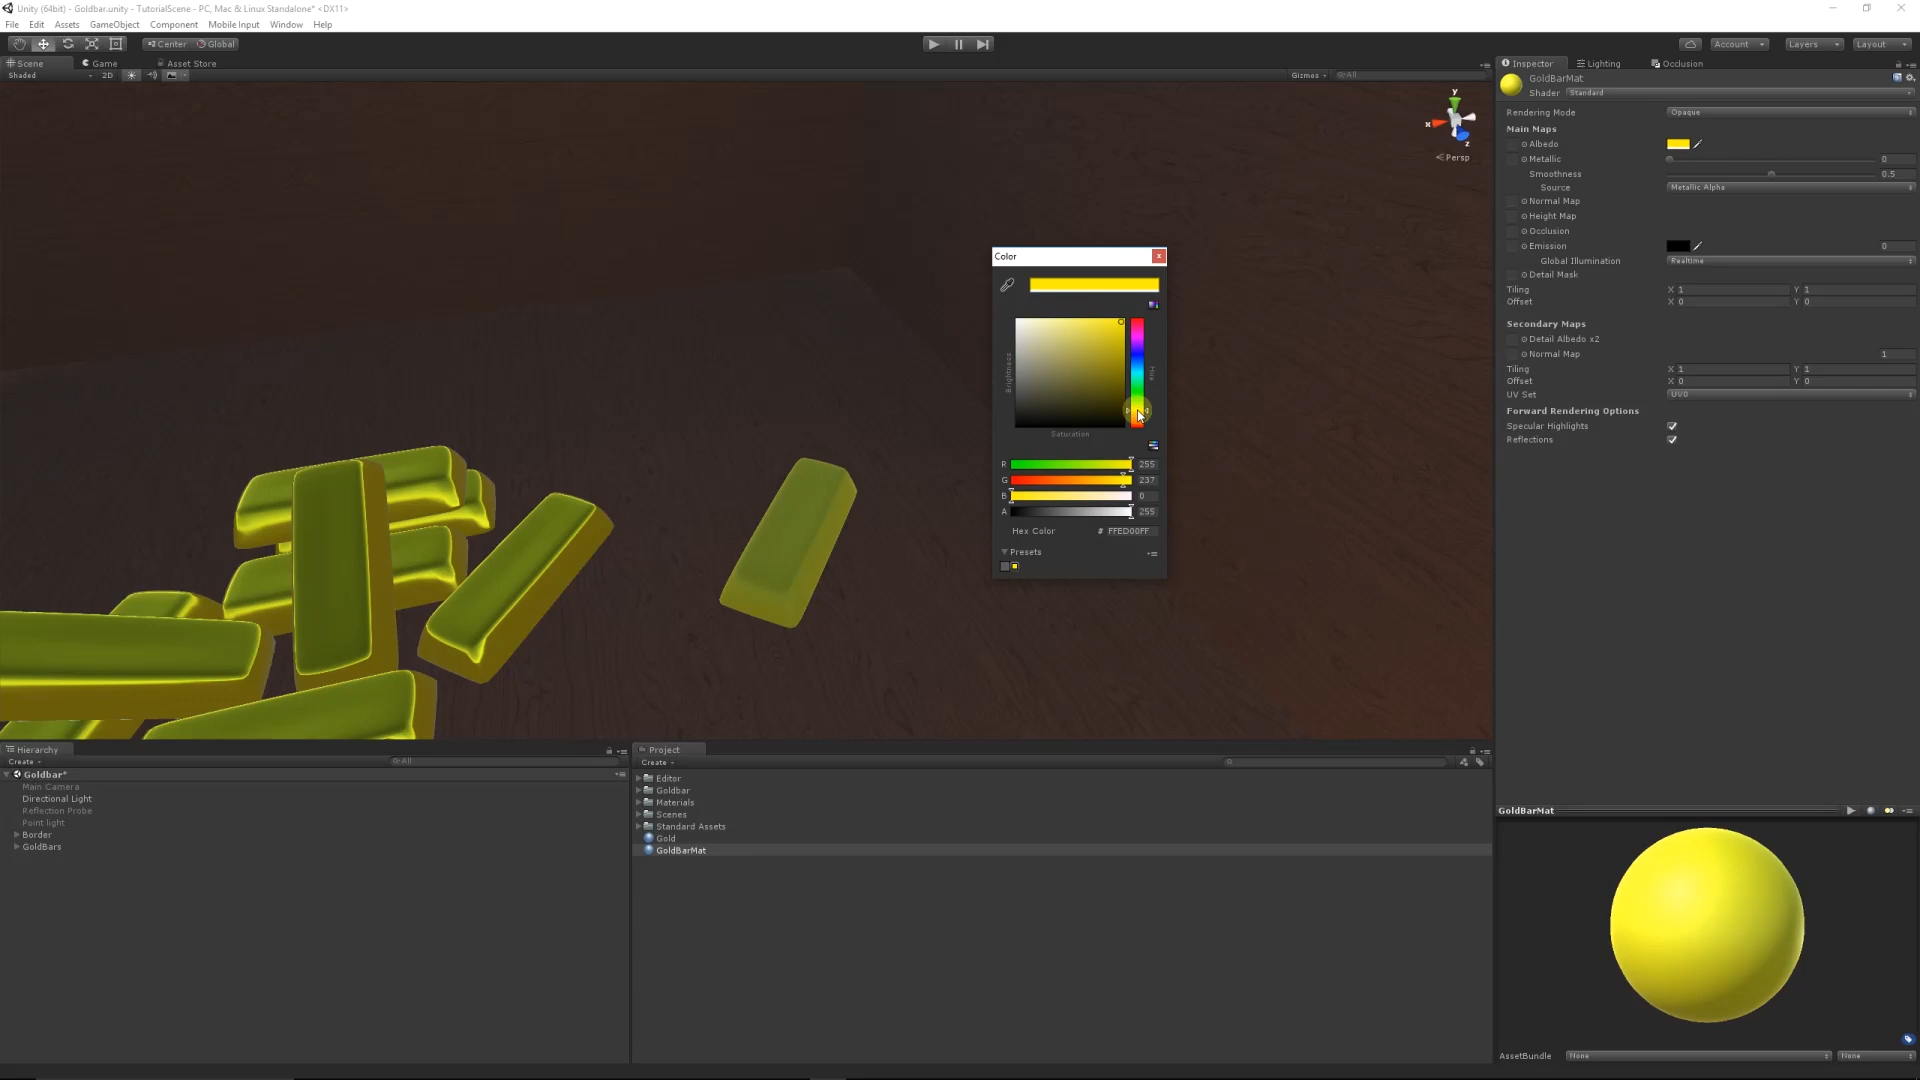 Unity (64bit) - Goldbar.unity - TutorialScene - PC, Mac & Linux Standalone* <DX11>
File Edit Assets GameObject Component Mobile Input Window Help
Center Global Account Layers Layout
Scene Game Asset Store
Shaded 2D Gizmos All
Inspector Lighting Occlusion
GoldBarMat
Shader Standard
Rendering Mode Opaque
Main Maps
Albedo
Metallic 0
Smoothness 0.5
Source Metallic Alpha
Normal Map
Height Map
Occlusion
Emission 0
Global Illumination Realtime
Detail Mask
Tiling X 1 Y 1
Offset X 0 Y 0
Secondary Maps
Detail Albedo x2
Normal Map 1
Tiling X 1 Y 1
Offset X 0 Y 0
UV Set UV0
Forward Rendering Options
Specular Highlights
Reflections
y
x
z
Persp
Color
Brightness
Hue
Saturation
R 255
G 237
B 0
A 255
Hex Color # FFED00FF
Presets
Hierarchy
Create All
Goldbar*
Main Camera
Directional Light
Reflection Probe
Point light
Border
GoldBars
Project
Create
Editor
Goldbar
Materials
Scenes
Standard Assets
Gold
GoldBarMat
GoldBarMat
AssetBundle None None